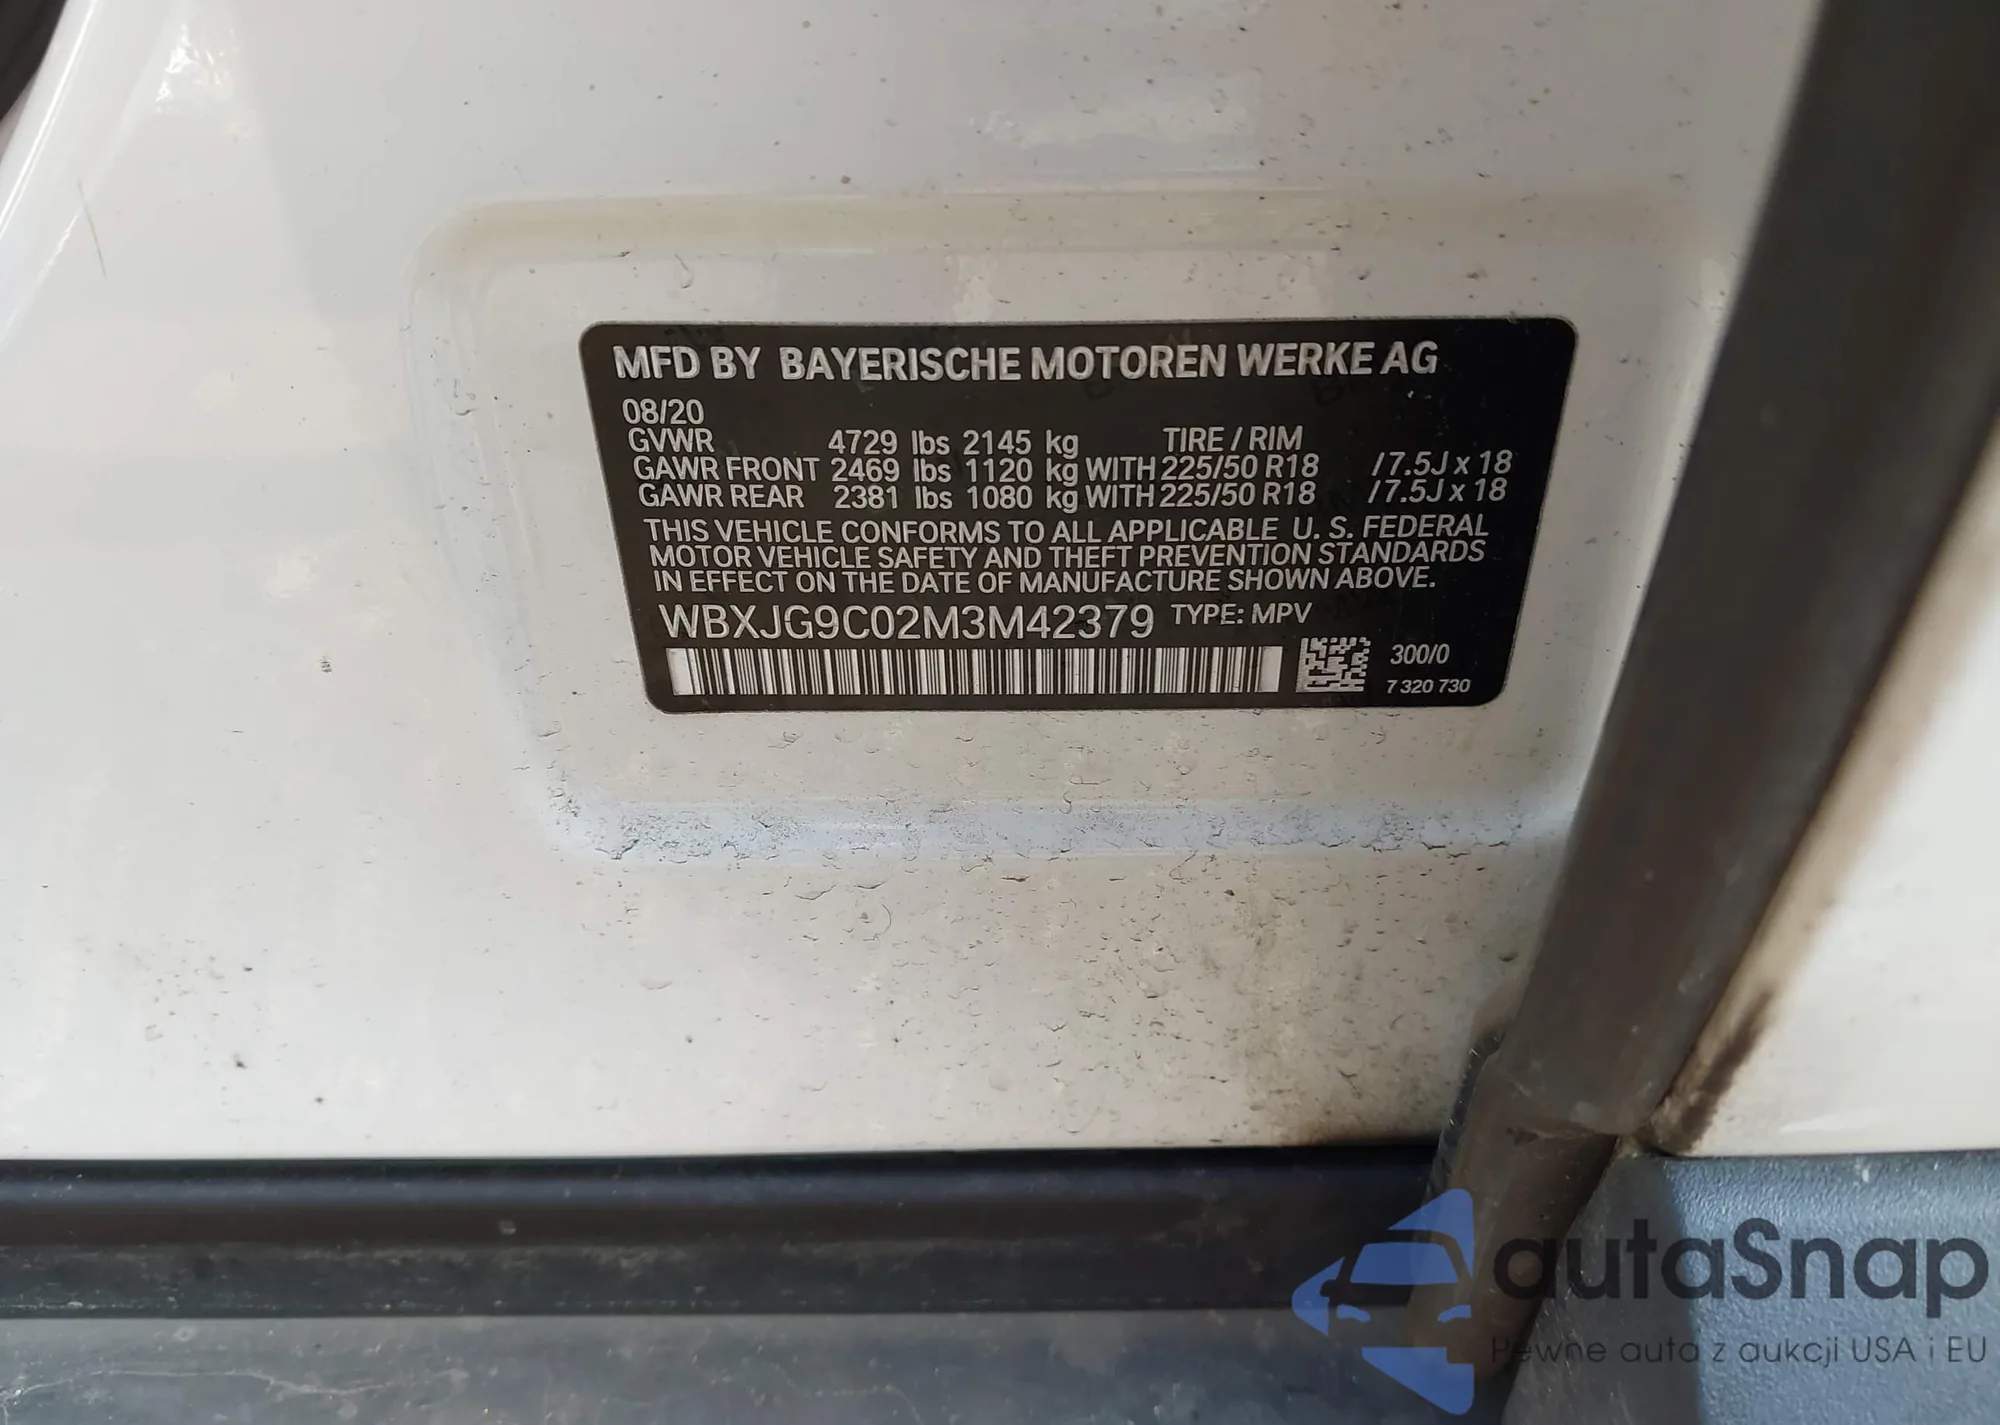 MFD BY BAYERISCHE MOTOREN WERKE AG
08/20
GVWR 4729 lbs 2145 kg TIRE / RIM
GAWR FRONT 2469 lbs 1120 kg WITH 225/50 R18 /7.5J x 18
GAWR REAR 2381 lbs 1080 kg WITH 225/50 R18 /7.5J x 18
THIS VEHICLE CONFORMS TO ALL APPLICABLE U. S. FEDERAL
MOTOR VEHICLE SAFETY AND THEFT PREVENTION STANDARDS
IN EFFECT ON THE DATE OF MANUFACTURE SHOWN ABOVE.
WBXJG9C02M3M42379 TYPE: MPV
300/0
7 320 730
autaSnap
Pewne auta z aukcji USA i EU